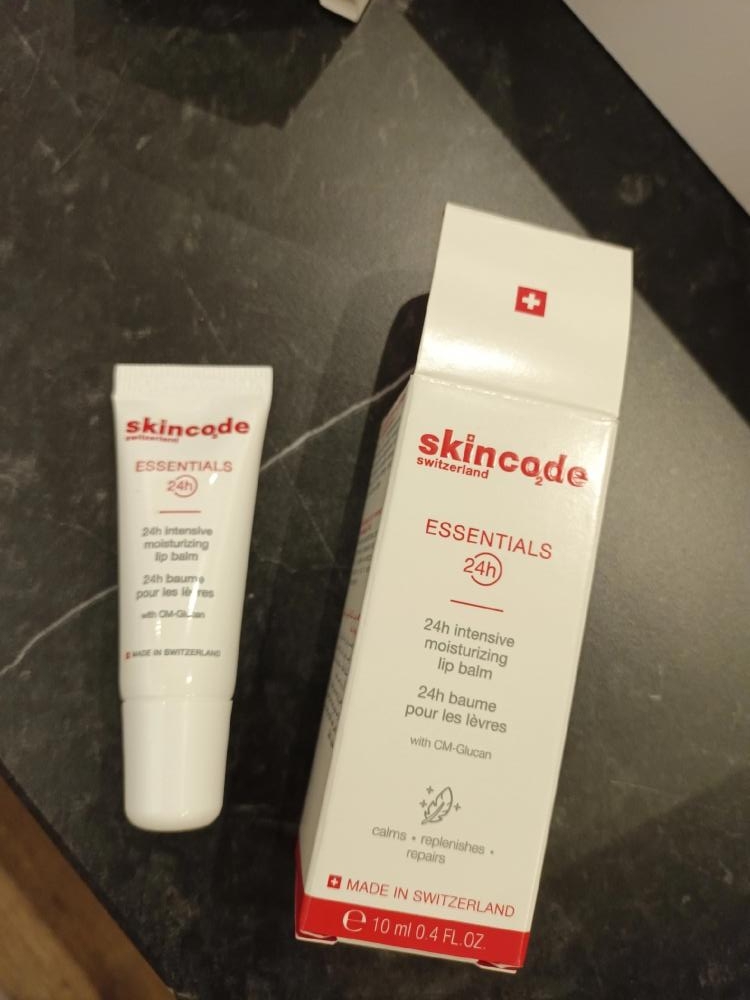 skinco2de
switzerland
ESSENTIALS
24h
24h intensive
moisturizing
lip balm
24h baume
pour les lèvres
with CM-Glucan
MADE IN SWITZERLAND
skinco2de
switzerland
ESSENTIALS
24h
24h intensive
moisturizing
lip balm
24h baume
pour les lèvres
with CM-Glucan
calms • replenishes •
repairs
MADE IN SWITZERLAND
℮ 10 ml 0.4 FL.OZ.